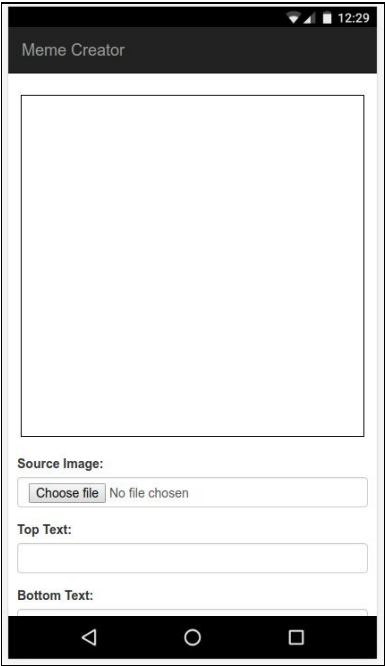 12:29
Meme Creator
Source Image:
Choose file No file chosen
Top Text:
Bottom Text: